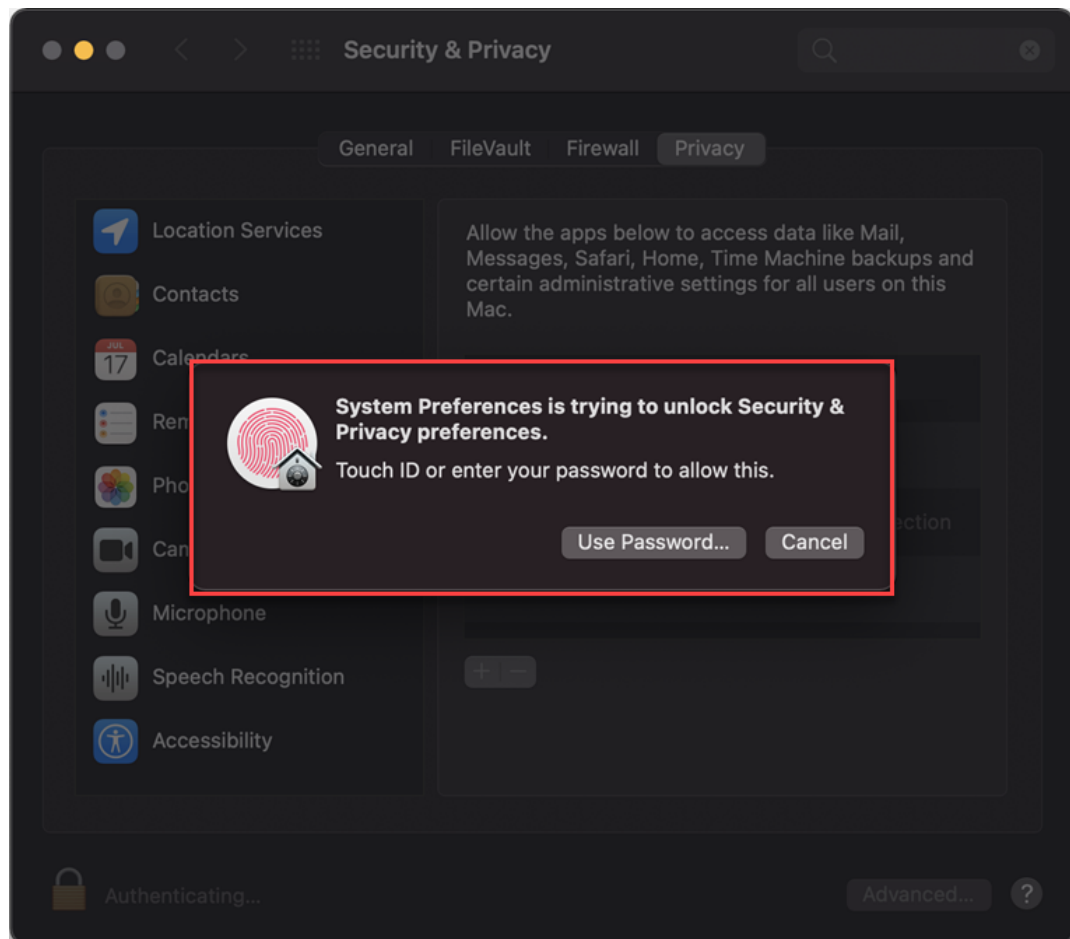 Security & Privacy
General FileVault Firewall Privacy
Location Services
Contacts
JUL
17
Calendars
Microphone
Speech Recognition
Accessibility
Allow the apps below to access data like Mail,
Messages, Safari, Home, Time Machine backups and
certain administrative settings for all users on this
Mac.
System Preferences is trying to unlock Security &
Privacy preferences.
Touch ID or enter your password to allow this.
Use Password... Cancel
+ −
Authenticating...
Advanced... ?